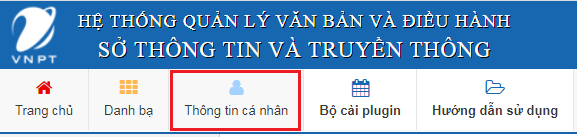 HỆ THỐNG QUẢN LÝ VĂN BẢN VÀ ĐIỀU HÀNH
SỞ THÔNG TIN VÀ TRUYỀN THÔNG
VNPT
Trang chủ
Danh bạ
Thông tin cá nhân
Bộ cài plugin
Hướng dẫn sử dụng